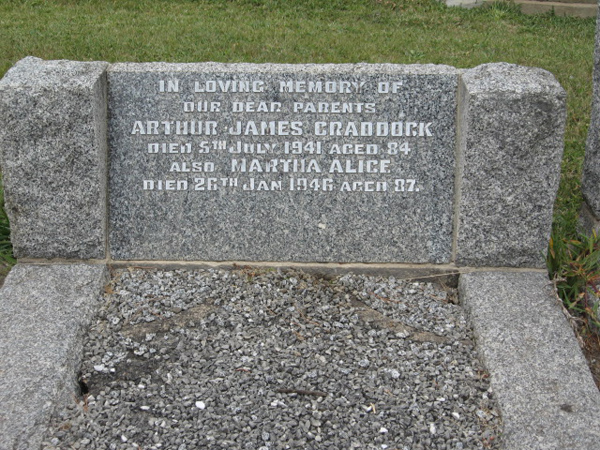 IN LOVING MEMORY OF
OUR DEAR PARENTS
ARTHUR JAMES CRADDOCK
DIED 5TH JULY 1941 AGED 84
ALSO MARTHA ALICE
DIED 26TH JAN 1946 AGED 87.